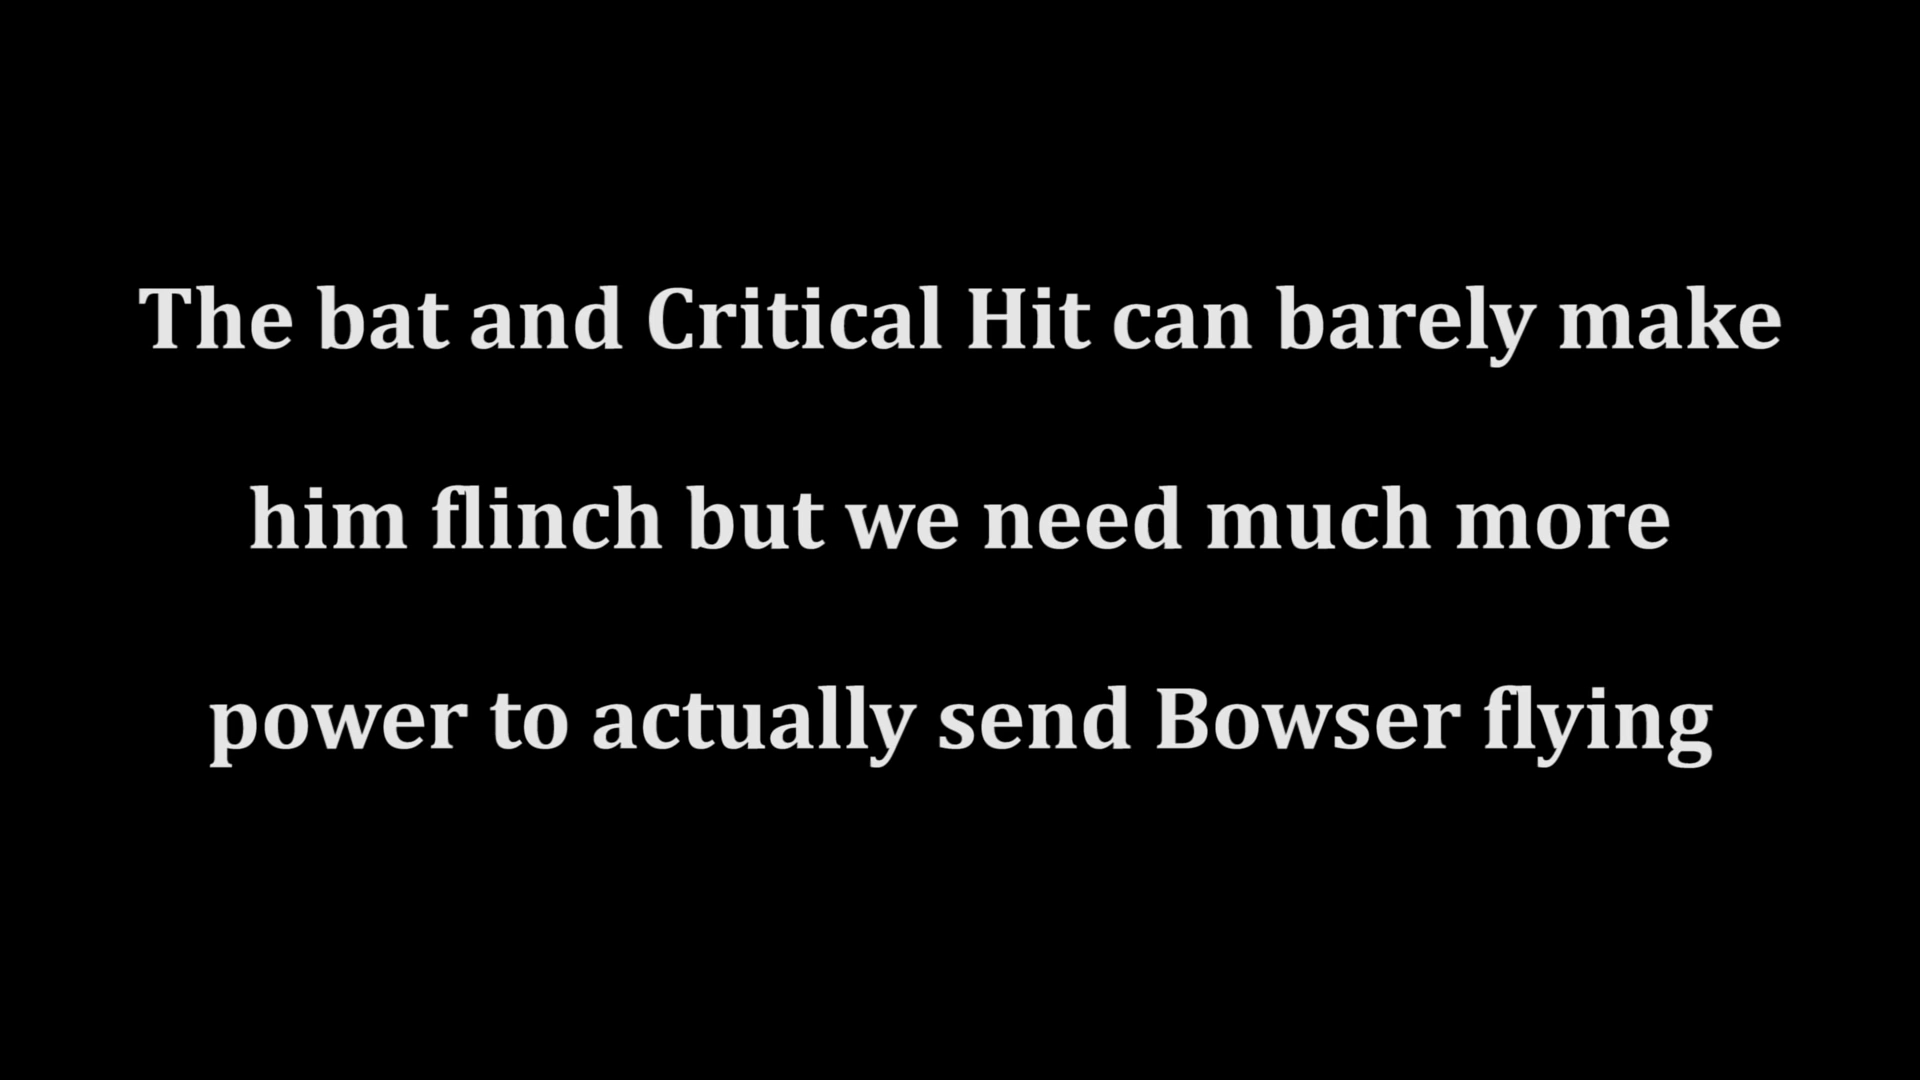 The bat and Critical Hit can barely make
him flinch but we need much more
power to actually send Bowser flying